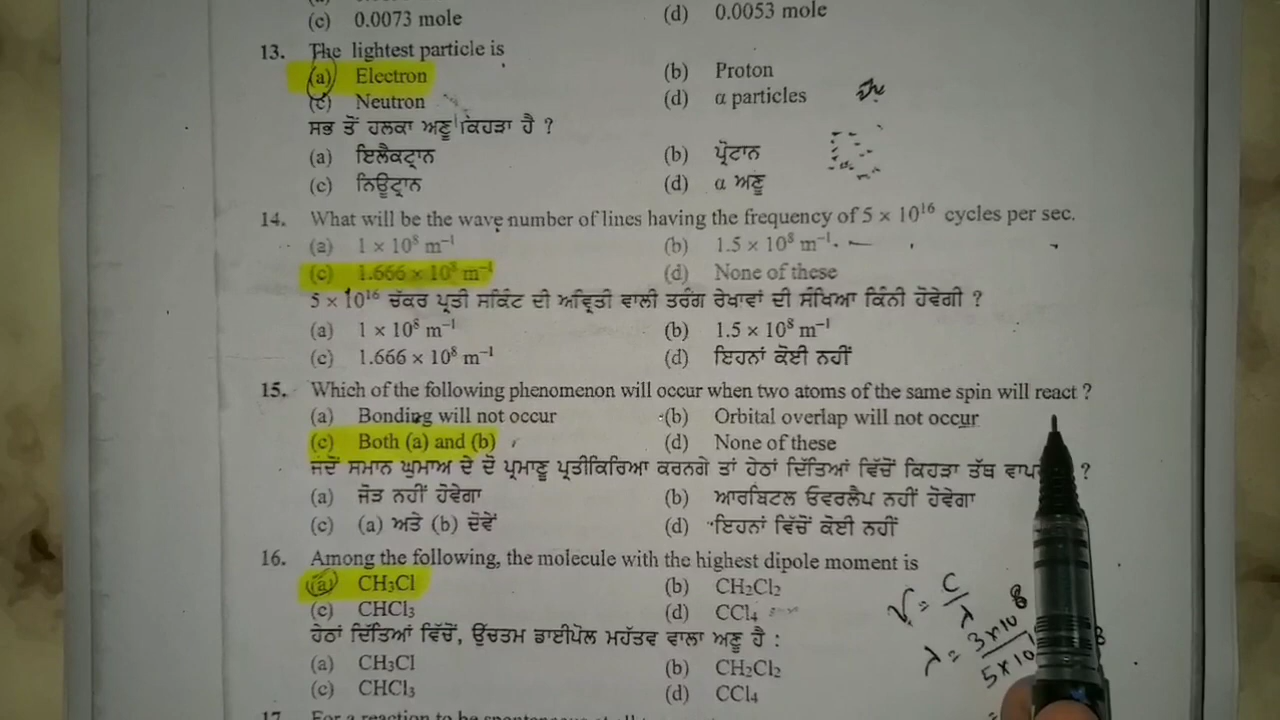 (c) 0.0073 mole (d) 0.0053 mole
13. The lightest particle is
(a) Electron (b) Proton
(c) Neutron (d) α particles
ਸਭ ਤੋਂ ਹਲਕਾ ਅਣੂ ਕਿਹੜਾ ਹੈ ?
(a) ਇਲੈਕਟ੍ਰਾਨ (b) ਪ੍ਰੋਟਾਨ
(c) ਨਿਊਟ੍ਰਾਨ (d) α ਅਣੂ
14. What will be the wave number of lines having the frequency of 5 × 10¹⁶ cycles per sec.
(a) 1 × 10⁸ m⁻¹ (b) 1.5 × 10⁸ m⁻¹.
(c) 1.666 × 10⁸ m⁻¹ (d) None of these
5 × 10¹⁶ ਚੱਕਰ ਪ੍ਰਤੀ ਸਕਿੰਟ ਦੀ ਅਵ੍ਰਿਤੀ ਵਾਲੀ ਤਰੰਗ ਰੇਖਾਵਾਂ ਦੀ ਸੰਖਿਆ ਕਿੰਨੀ ਹੋਵੇਗੀ ?
(a) 1 × 10⁸ m⁻¹ (b) 1.5 × 10⁸ m⁻¹
(c) 1.666 × 10⁸ m⁻¹ (d) ਇਹਨਾਂ ਕੋਈ ਨਹੀਂ
15. Which of the following phenomenon will occur when two atoms of the same spin will react ?
(a) Bonding will not occur (b) Orbital overlap will not occur
(c) Both (a) and (b) (d) None of these
ਜਦੋਂ ਸਮਾਨ ਘੁਮਾਅ ਦੇ ਦੋ ਪ੍ਰਮਾਣੂ ਪ੍ਰਤੀਕਿਰਿਆ ਕਰਨਗੇ ਤਾਂ ਹੇਠਾਂ ਦਿੱਤਿਆਂ ਵਿੱਚੋਂ ਕਿਹੜਾ ਤੱਥ ?
(a) ਜੋੜ ਨਹੀਂ ਹੋਵੇਗਾ (b) ਆਰਬਿਟਲ ਓਵਰਲੈਪ ਨਹੀਂ ਹੋਵੇਗਾ
(c) (a) ਅਤੇ (b) ਦੋਵੇਂ (d) ਇਹਨਾਂ ਵਿੱਚੋਂ ਕੋਈ ਨਹੀਂ
16. Among the following, the molecule with the highest dipole moment is
(a) CH₃Cl (b) CH₂Cl₂
(c) CHCl₃ (d) CCl₄
ਹੇਠਾਂ ਦਿੱਤਿਆਂ ਵਿੱਚੋਂ, ਉੱਚਤਮ ਡਾਈਪੋਲ ਮਹੱਤਵ ਵਾਲਾ ਅਣੂ ਹੈ :
(a) CH₃Cl (b) CH₂Cl₂
(c) CHCl₃ (d) CCl₄